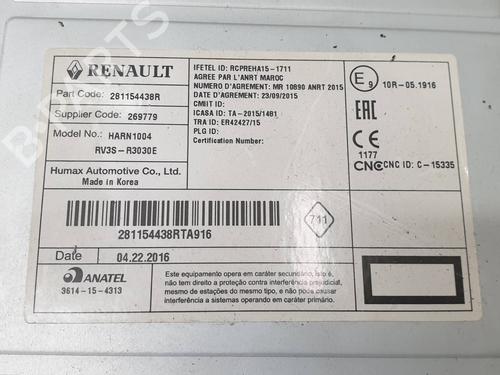 RENAULT
Part Code: 281154438R
Supplier Code: 269779
Model No.: HARN1004
RV3S-R3030E
Humax Automotive Co., Ltd.
Made in Korea
IFETEL ID: RCPREHA15-1711
AGREE PAR L'ANRT MAROC
NUMERO D'AGREMENT: MR 10890 ANRT 2015
DATE D'AGREMENT: 23/09/2015
CMIIT ID:
ICASA ID: TA-2015/1481
TRA ID: ER42427/15
PLG ID:
Certification Number:
E9 10R-05.1916
EAC
CE
1177
CNC CNC ID: C-15335
281154438RTA916
711
Date 04.22.2016
ANATEL
3614-15-4313
Este equipamento opera em caráter secundário, isto é,
não tem direito a proteção contra interferência prejudicial,
mesmo de estações do mesmo tipo, e não pode causar
interferência a sistemas operando em caráter primário.